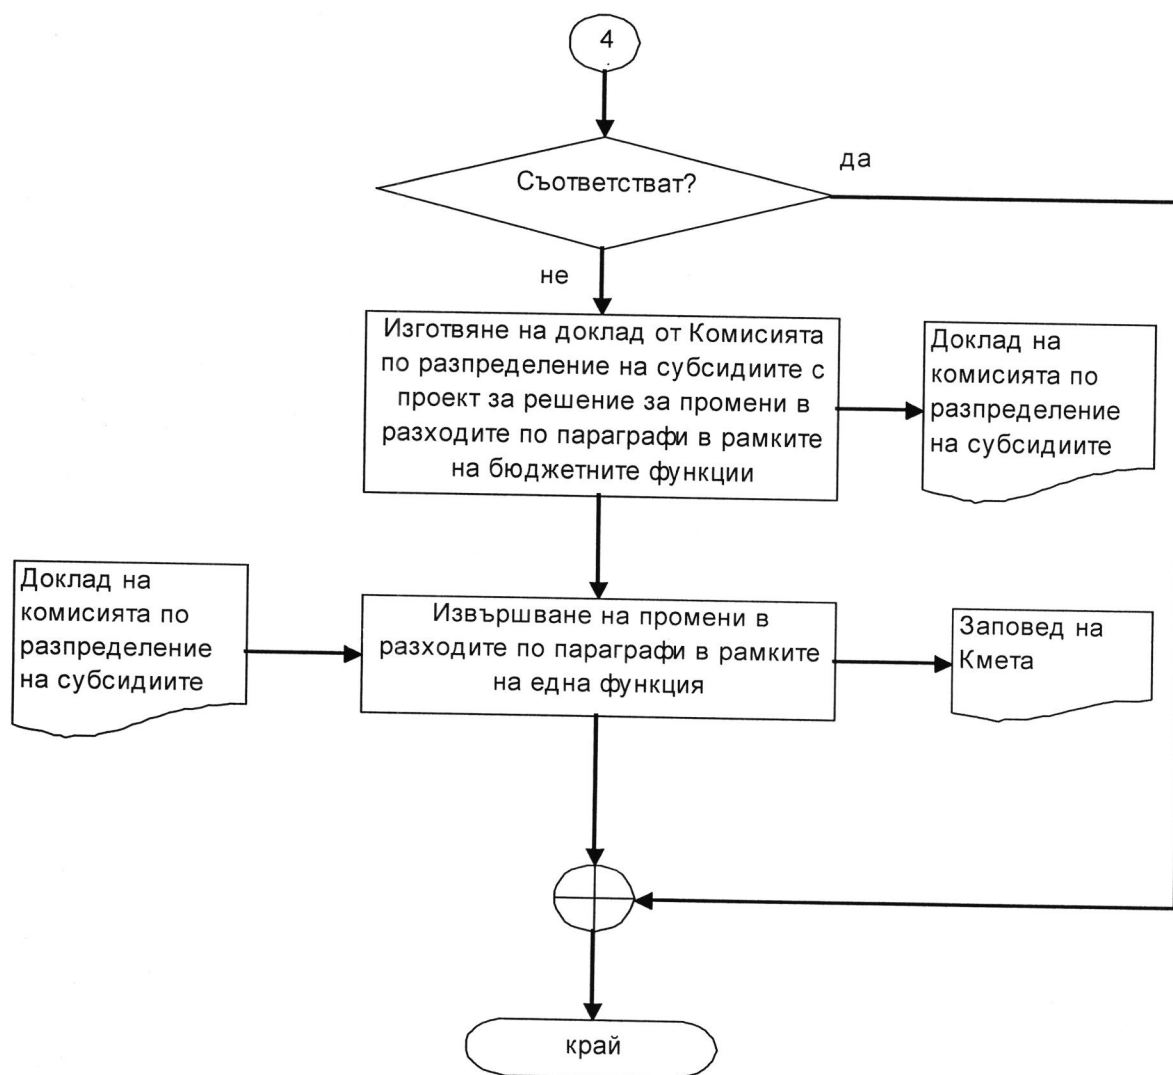 4
да
Съответстват?
не
Изготвяне на доклад от Комисията
по разпределение на субсидиите с
проект за решение за промени в
разходите по параграфи в рамките
на бюджетните функции
Доклад на
комисията по
разпределение
на субсидиите
Доклад на
комисията по
разпределение
на субсидиите
Извършване на промени в
разходите по параграфи в рамките
на една функция
Заповед на
Кмета
край